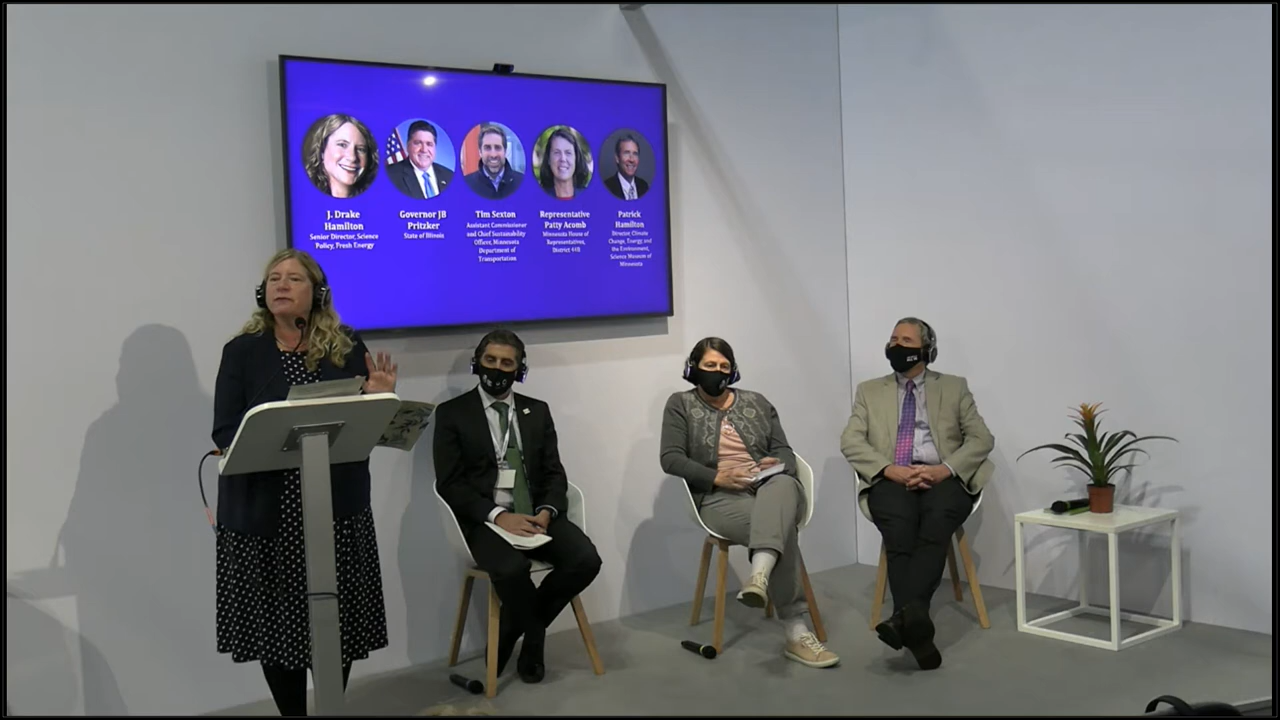 J. Drake
Hamilton
Senior Director, Science
Policy, Fresh Energy
Governor JB
Pritzker
State of Illinois
Tim Sexton
Assistant Commissioner
and Chief Sustainability
Officer, Minnesota
Department of
Transportation
Representative
Patty Acomb
Minnesota House of
Representatives,
District 44B
Patrick
Hamilton
Director Climate
Change, Energy, and
the Environment,
Science Museum of
Minnesota